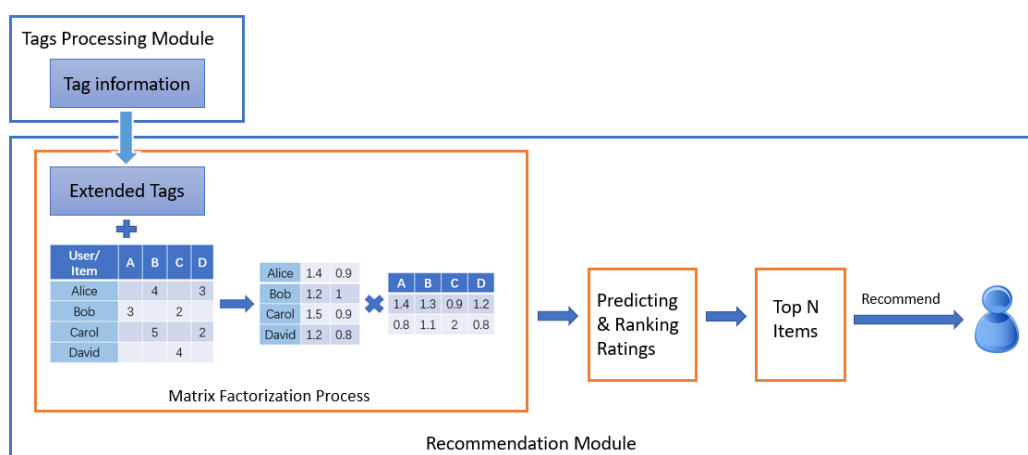 Tags Processing Module
Tag information
Extended Tags
User/
Item A B C D
Alice 4 3
Bob 3 2
Carol 5 2
David 4
Alice 1.4 0.9
Bob 1.2 1
Carol 1.5 0.9
David 1.2 0.8
A B C D
1.4 1.3 0.9 1.2
0.8 1.1 2 0.8
Matrix Factorization Process
Predicting
& Ranking
Ratings
Top N
Items
Recommend
Recommendation Module